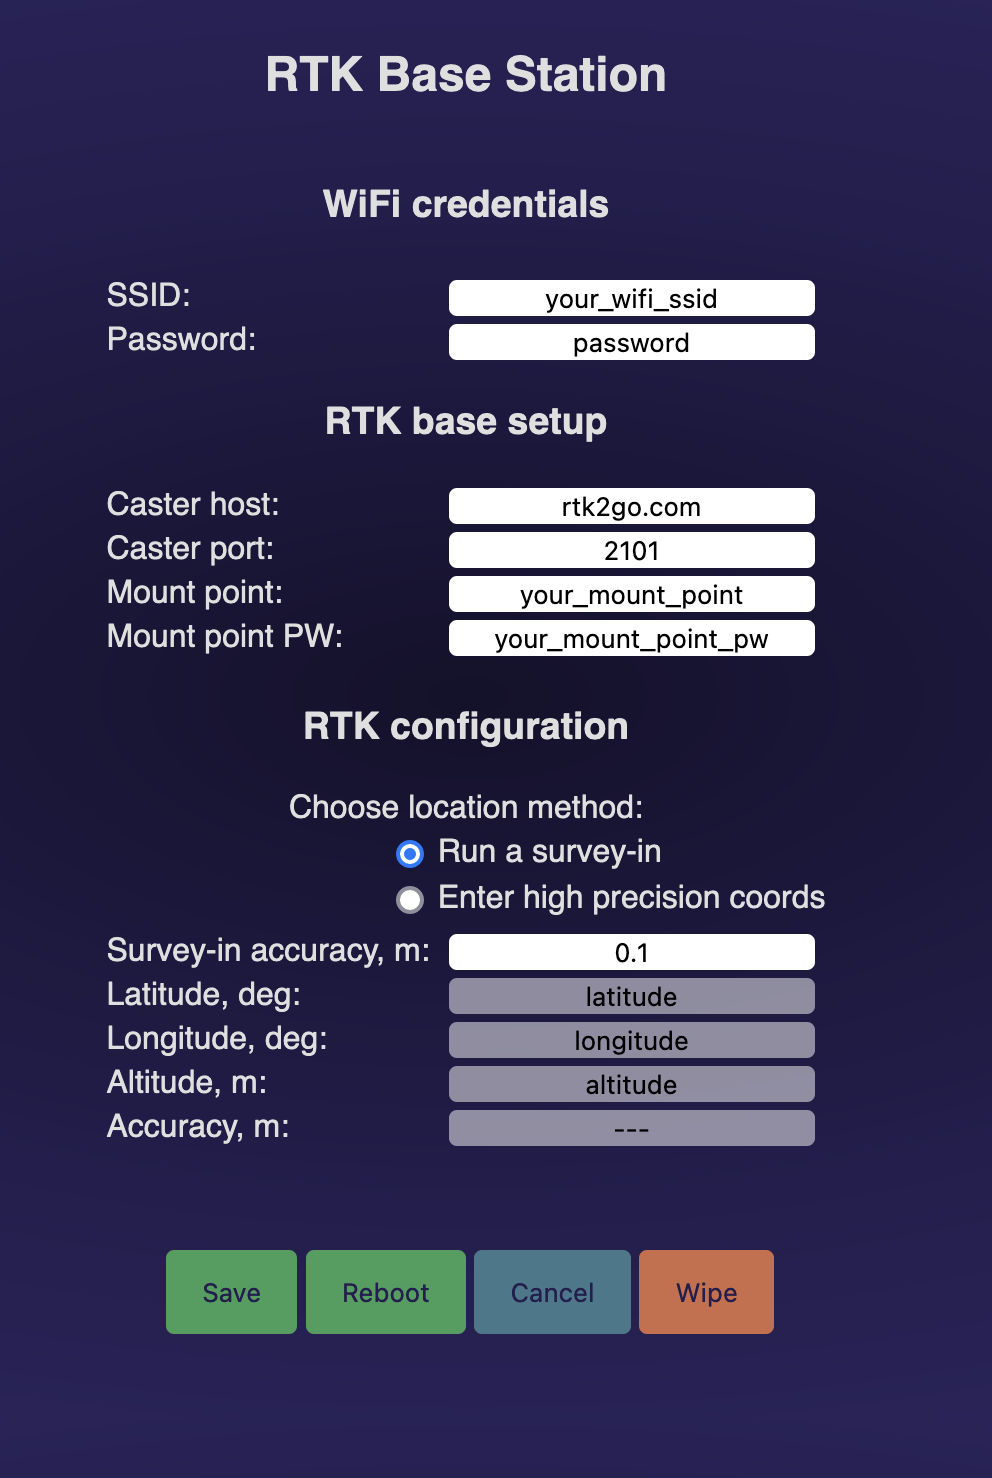 RTK Base Station
WiFi credentials
SSID: your_wifi_ssid
Password: password
RTK base setup
Caster host: rtk2go.com
Caster port: 2101
Mount point: your_mount_point
Mount point PW: your_mount_point_pw
RTK configuration
Choose location method:
Run a survey-in
Enter high precision coords
Survey-in accuracy, m: 0.1
Latitude, deg: latitude
Longitude, deg: longitude
Altitude, m: altitude
Accuracy, m: ---
Save Reboot Cancel Wipe